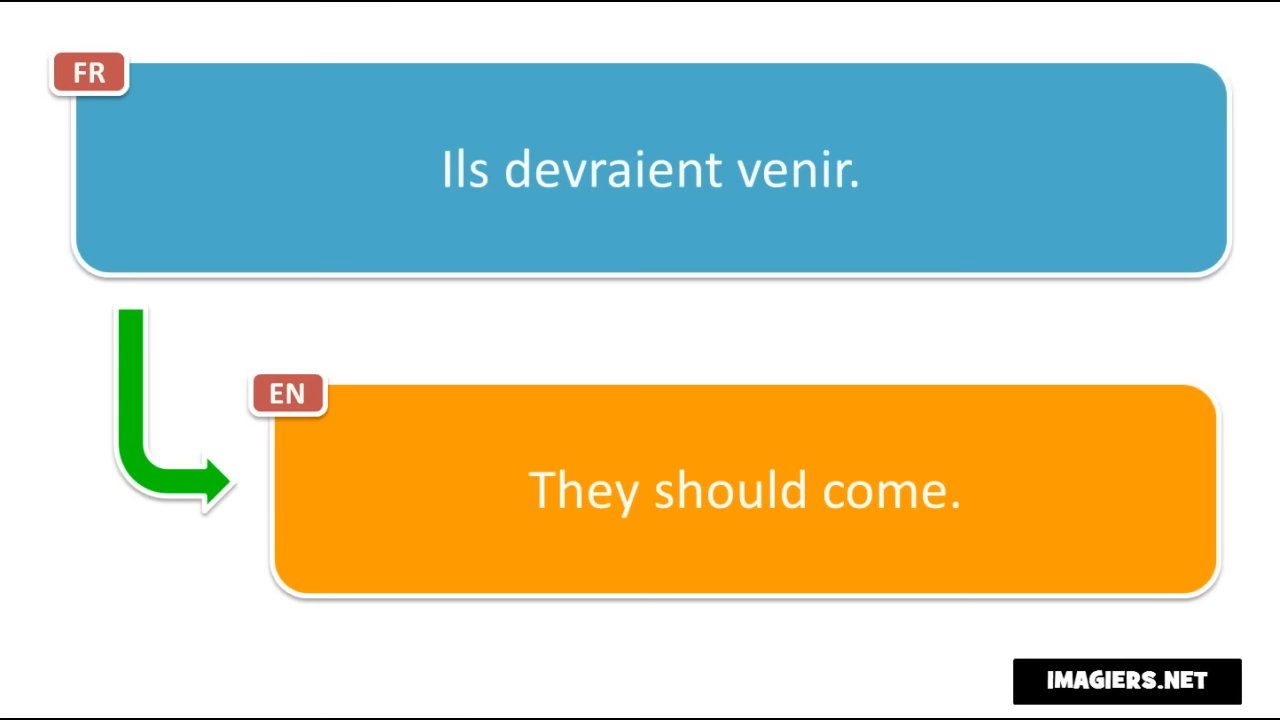 FR
Ils devraient venir.
EN
They should come.
IMAGIERS.NET